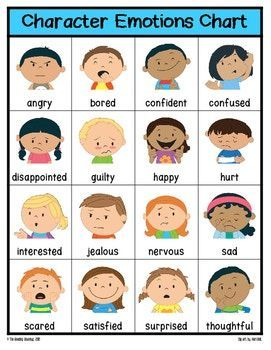 Character Emotions Chart
angry bored confident confused
disappointed guilty happy hurt
interested jealous nervous sad
scared satisfied surprised thoughtful